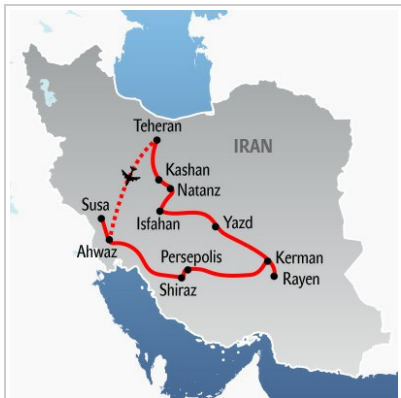 Teheran
IRAN
Kashan
Natanz
Susa
Isfahan
Yazd
Ahwaz
Persepolis
Kerman
Shiraz
Rayen